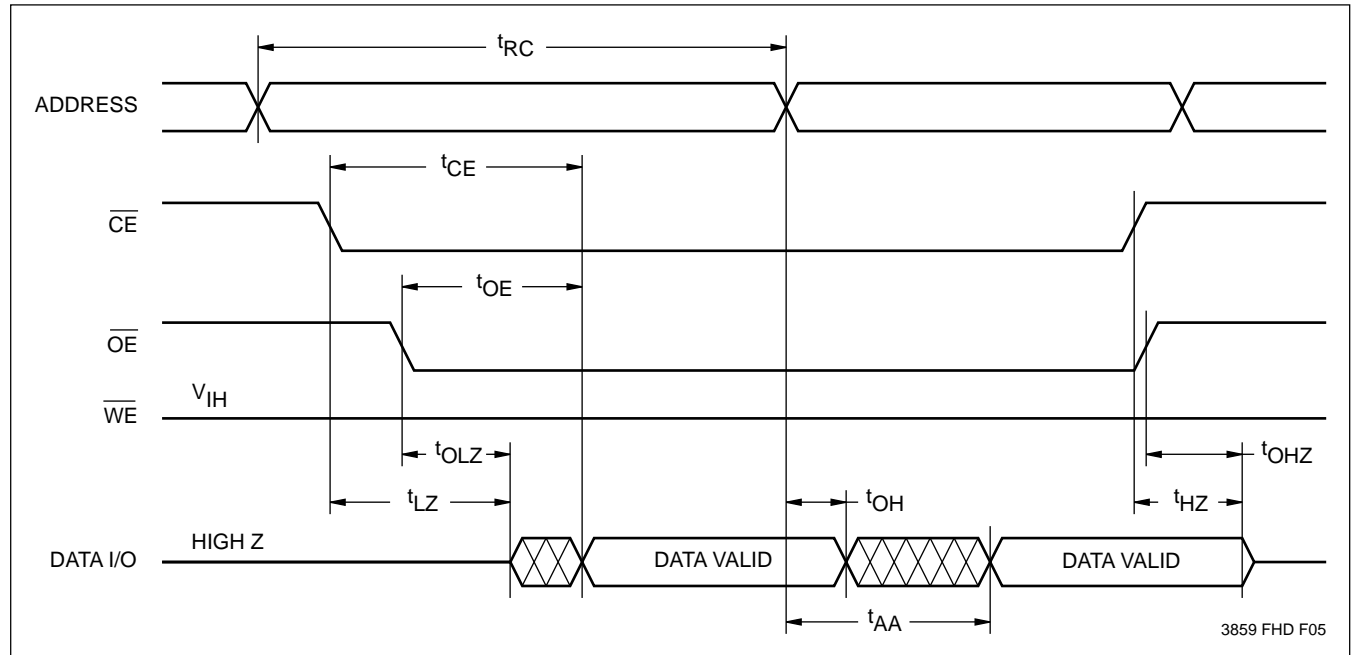 tRC
ADDRESS
tCE
CE
tOE
OE
VIH
WE
tOLZ
tOHZ
tLZ
tOH
tHZ
HIGH Z
DATA I/O
DATA VALID
DATA VALID
tAA
3859 FHD F05